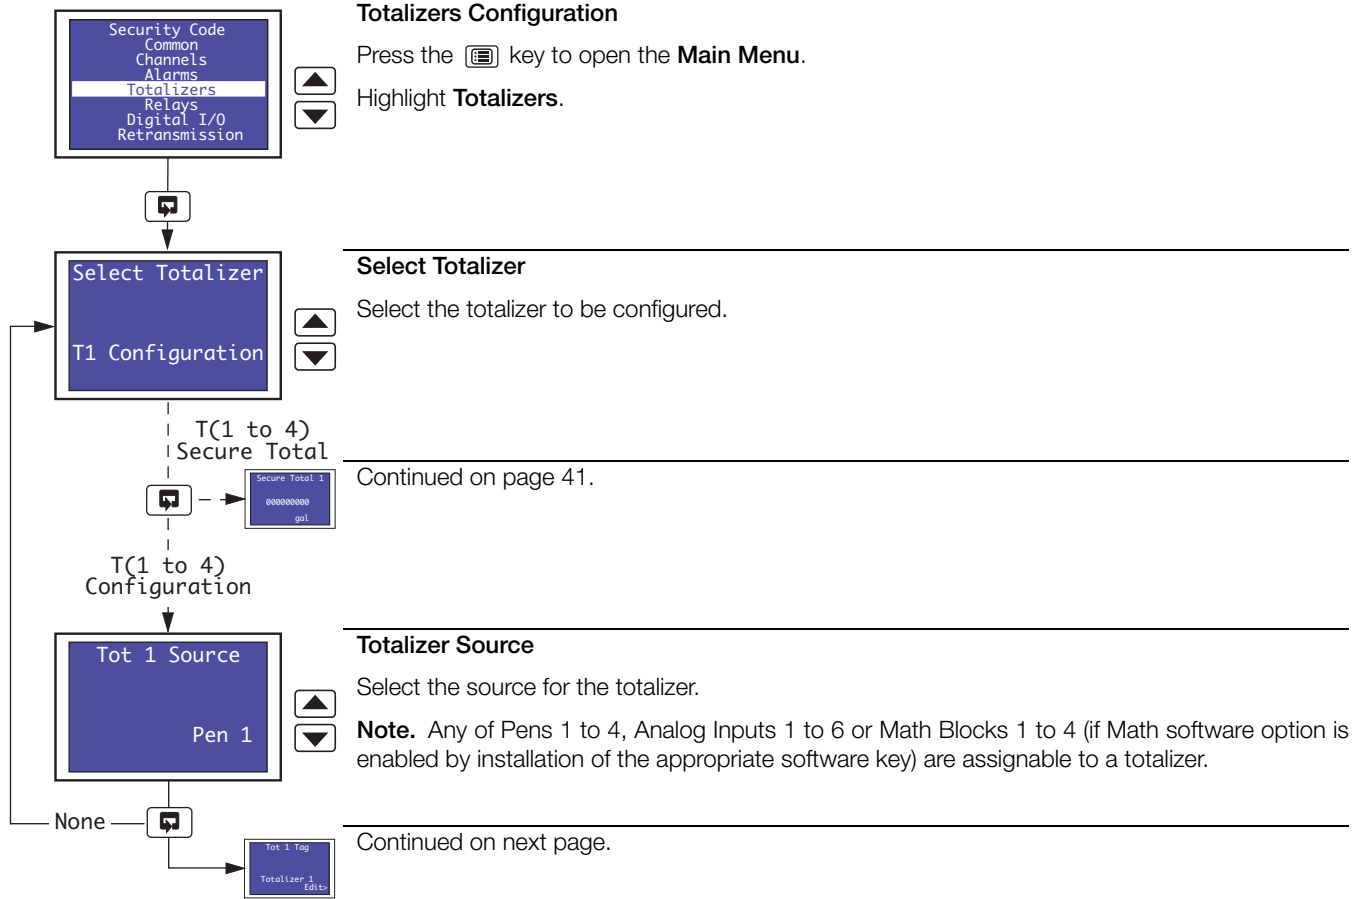 Security Code
Common
Channels
Alarms
Totalizers
Relays
Digital I/O
Retransmission
Totalizers Configuration
Press the key to open the Main Menu.
Highlight Totalizers.
Select Totalizer
T1 Configuration
Select Totalizer
Select the totalizer to be configured.
T(1 to 4)
Secure Total
Secure Total 1
000000000
gal
Continued on page 41.
T(1 to 4)
Configuration
Tot 1 Source
Pen 1
Totalizer Source
Select the source for the totalizer.
Note. Any of Pens 1 to 4, Analog Inputs 1 to 6 or Math Blocks 1 to 4 (if Math software option is
enabled by installation of the appropriate software key) are assignable to a totalizer.
None
Tot 1 Tag
Totalizer 1
Edit>
Continued on next page.